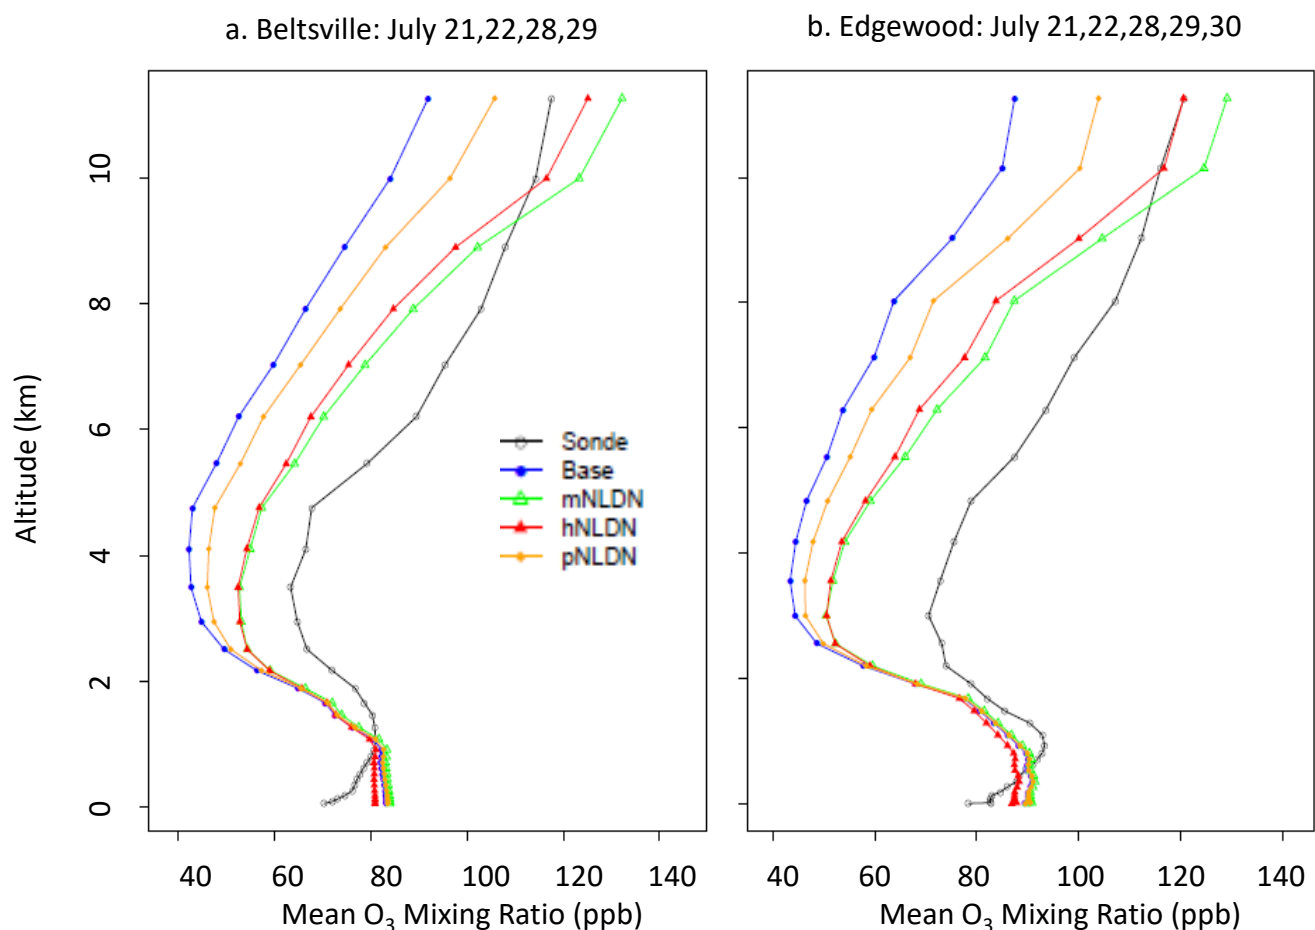 a. Beltsville: July 21,22,28,29
b. Edgewood: July 21,22,28,29,30
Altitude (km)
10
8
6
4
2
0
Sonde
Base
mNLDN
hNLDN
pNLDN
40 60 80 100 120 140
40 60 80 100 120 140
Mean O₃ Mixing Ratio (ppb)
Mean O₃ Mixing Ratio (ppb)